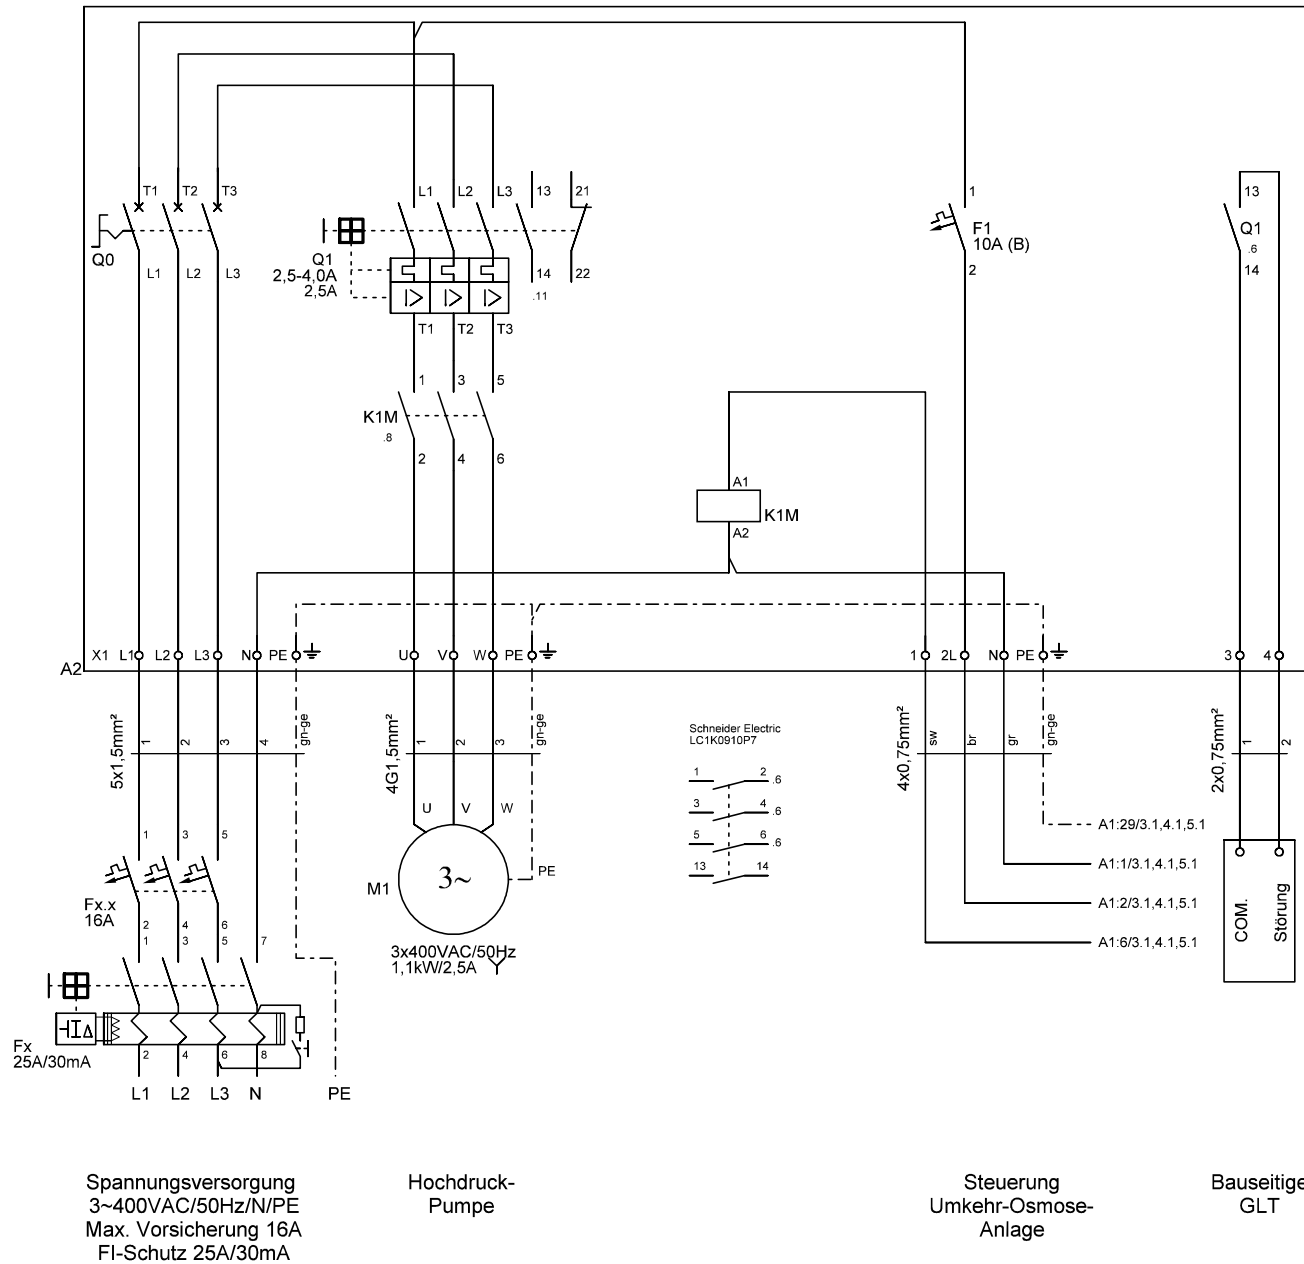 T1 T2 T3
L1 L2 L3 13 21
1
13
Q0
Q1
2,5-4,0A
2,5A
F1
10A (B)
Q1
.6
L1 L2 L3
14 22
2
14
.11
T1 T2 T3
1 3 5
K1M
.8
2 4 6
A1
K1M
A2
A2
X1 L1 L2 L3 N PE
U V W PE
1 2L N PE
3 4
5x1,5mm²
1 2 3 4 gn-ge
4G1,5mm²
1 2 3 gn-ge
Schneider Electric
LC1K0910P7
1 2 .6
3 4 .6
5 6 .6
13 14
4x0,75mm²
sw br gr gn-ge
2x0,75mm²
1 2
U V W
M1
3~
PE
3x400VAC/50Hz
1,1kW/2,5A
A1:29/3.1,4.1,5.1
A1:1/3.1,4.1,5.1
A1:2/3.1,4.1,5.1
A1:6/3.1,4.1,5.1
COM.
Störung
1 3 5
Fx.x
16A
2 4 6
1 3 5 7
I Δ
Fx
25A/30mA
2 4 6 8
L1 L2 L3 N PE
Spannungsversorgung
3~400VAC/50Hz/N/PE
Max. Vorsicherung 16A
FI-Schutz 25A/30mA
Hochdruck-
Pumpe
Steuerung
Umkehr-Osmose-
Anlage
Bauseitige
GLT